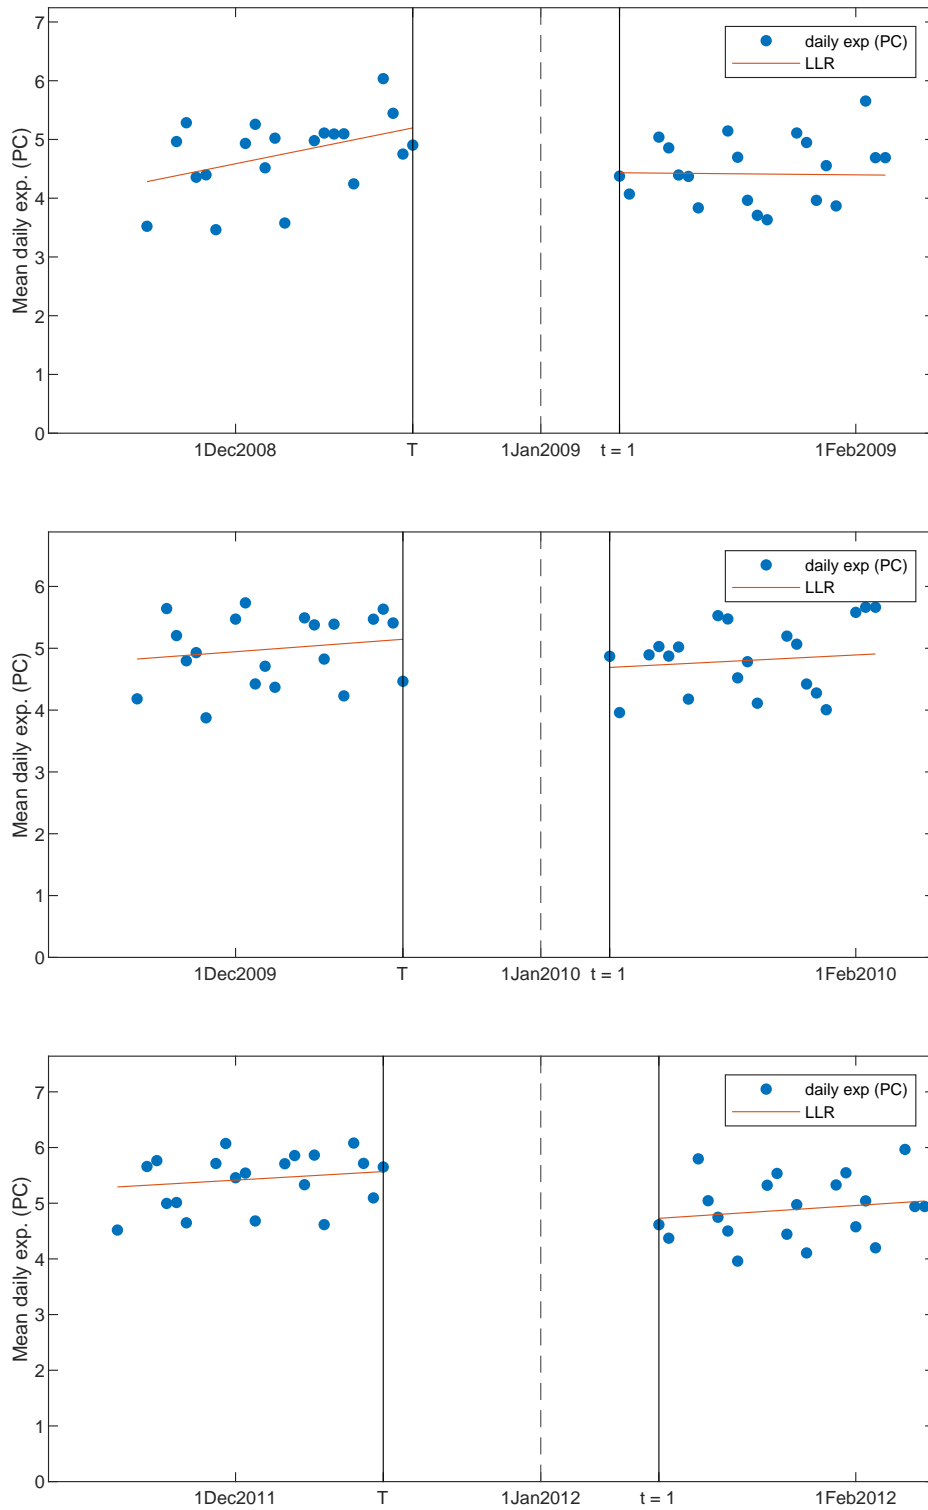 7
6
5
4
3
2
1
0
Mean daily exp. (PC)
daily exp (PC)
LLR
1Dec2008 T 1Jan2009 t = 1 1Feb2009
6
5
4
3
2
1
0
Mean daily exp. (PC)
daily exp (PC)
LLR
1Dec2009 T 1Jan2010 t = 1 1Feb2010
7
6
5
4
3
2
1
0
Mean daily exp. (PC)
daily exp (PC)
LLR
1Dec2011 T 1Jan2012 t = 1 1Feb2012